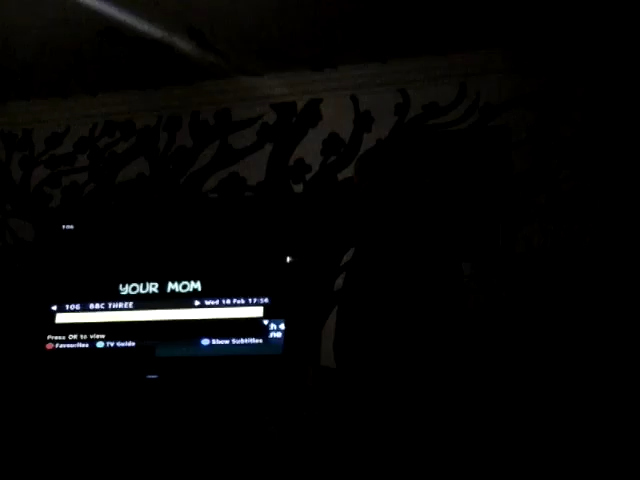 106
YOUR MOM
106 BBC THREE Wed 18 Feb 17:54
Press OK to view
Favourites TV Guide Show Subtitles